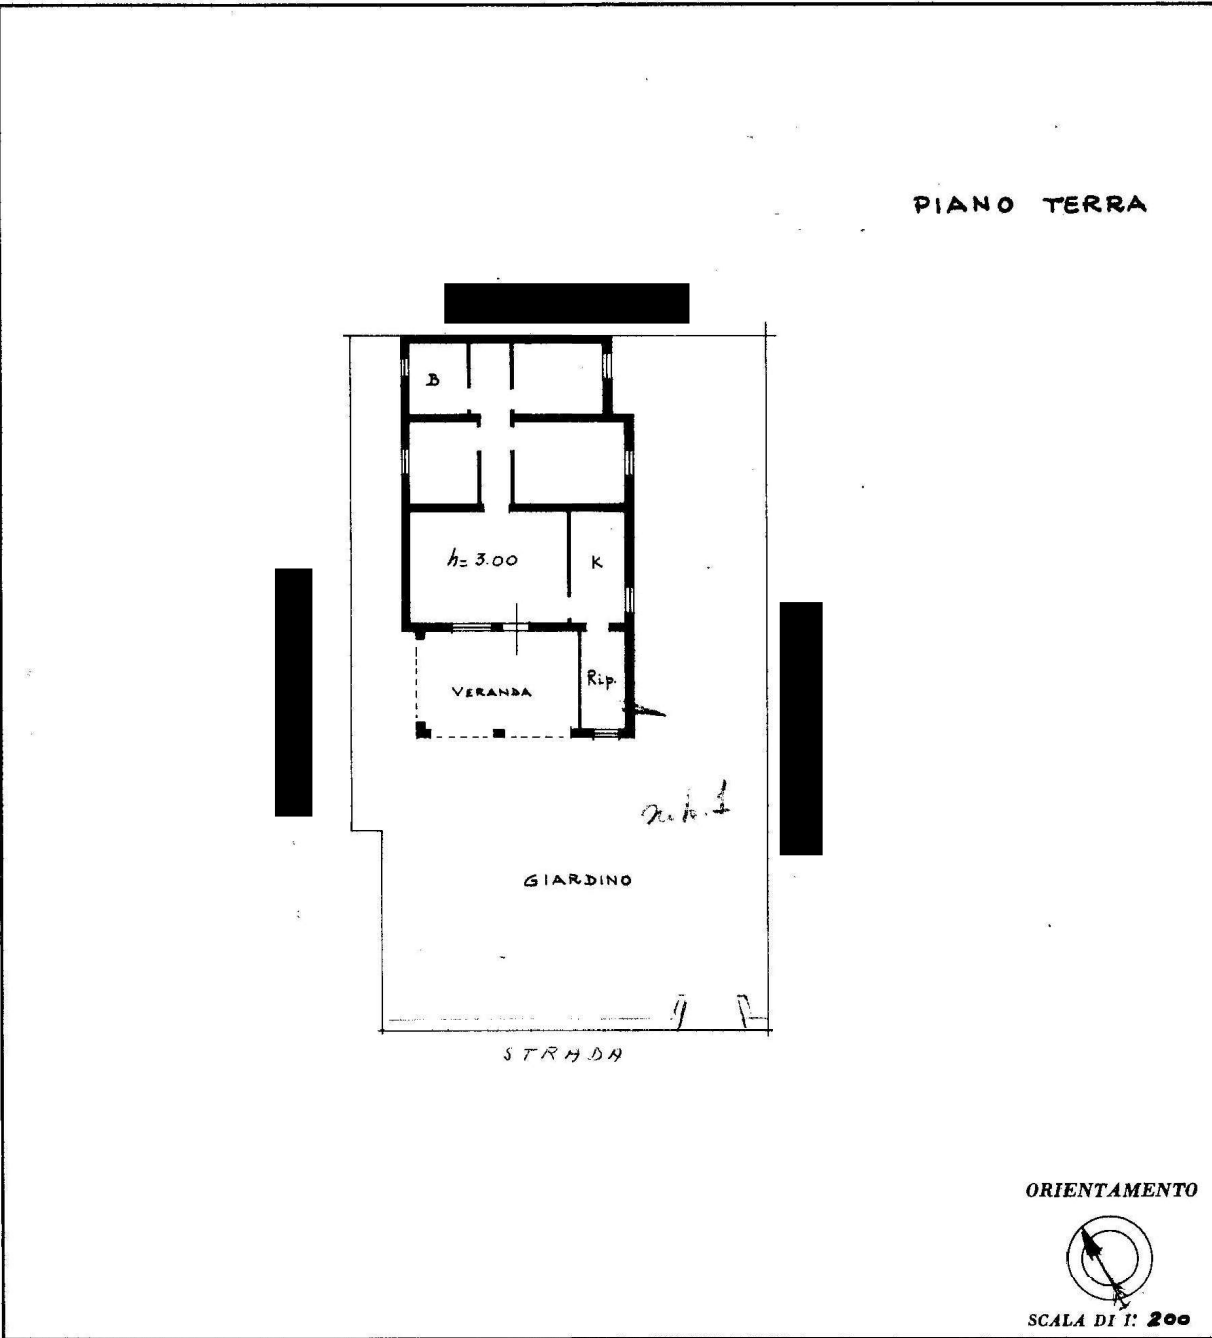 PIANO TERRA
B
h= 3.00
K
Rip.
VERANDA
GIARDINO
STRADA
ORIENTAMENTO
SCALA DI 1: 200